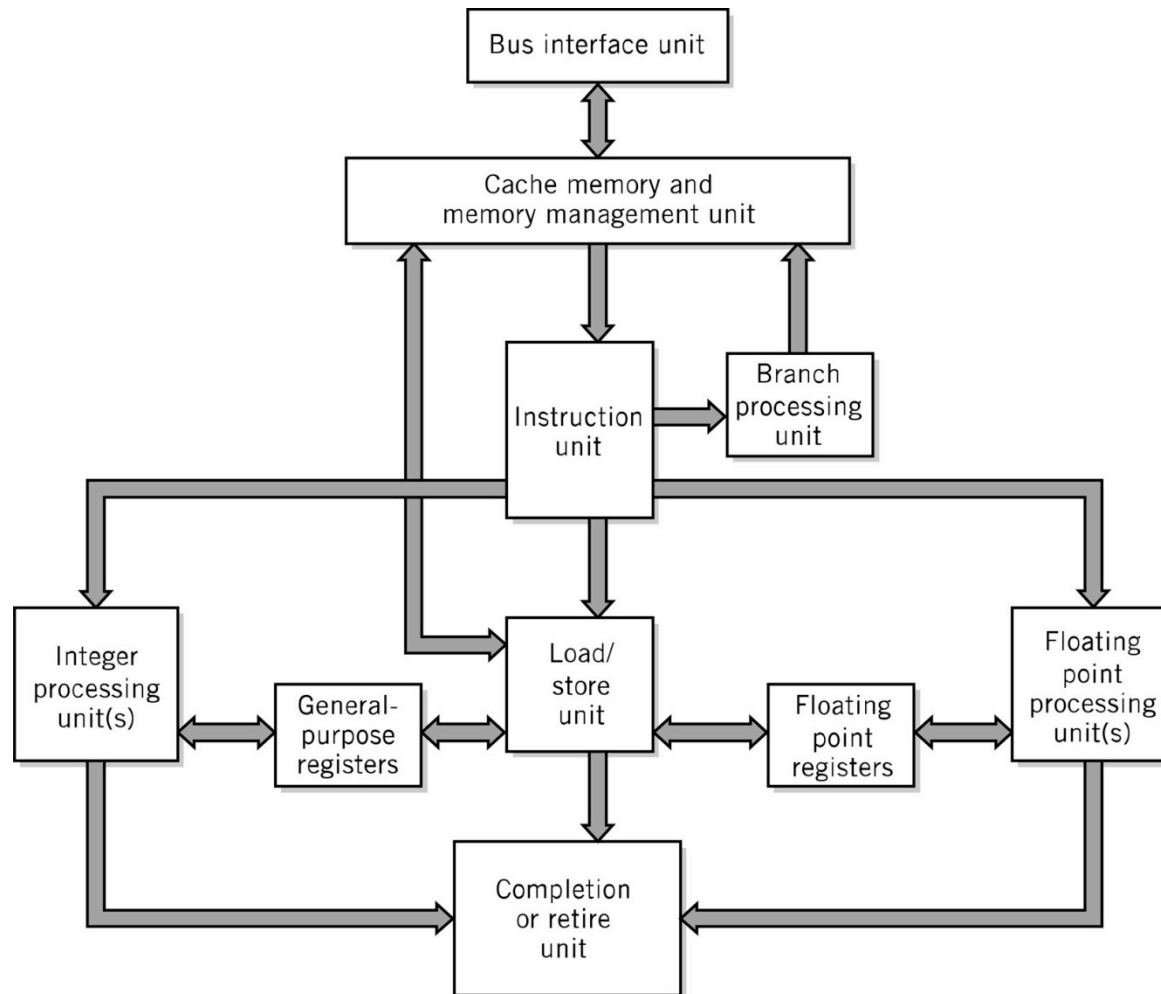 Bus interface unit
Cache memory and
memory management unit
Instruction
unit
Branch
processing
unit
Integer
processing
unit(s)
General-
purpose
registers
Load/
store
unit
Floating
point
registers
Floating
point
processing
unit(s)
Completion
or retire
unit